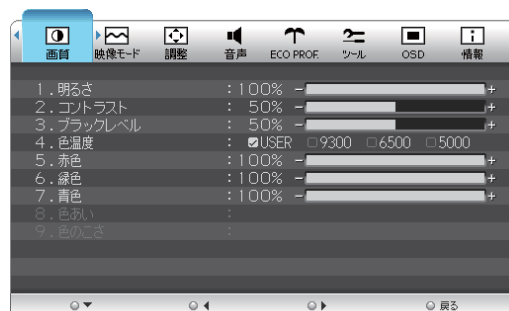 画質 映像モード 調整 音声 ECO PROF. ツール OSD 情報
1.明るさ :100% - +
2.コントラスト : 50% - +
3.ブラックレベル : 50% - +
4.色温度 : ☑USER □9300 □6500 □5000
5.赤色 :100% - +
6.緑色 :100% - +
7.青色 :100% - +
8.色あい :
9.色のこさ :
戻る